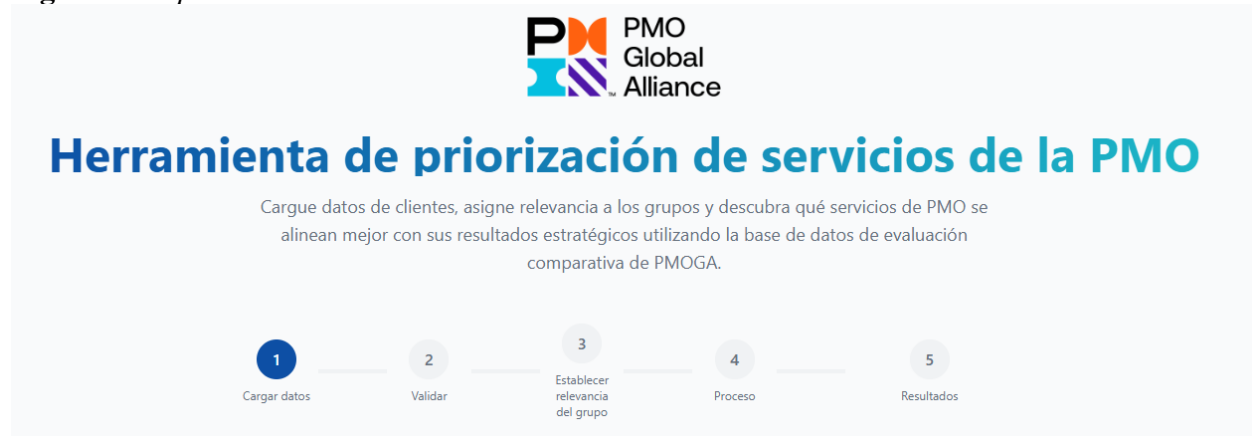 PMO
Global
Alliance
Herramienta de priorización de servicios de la PMO
Cargue datos de clientes, asigne relevancia a los grupos y descubra qué servicios de PMO se
alinean mejor con sus resultados estratégicos utilizando la base de datos de evaluación
comparativa de PMOGA.
1
Cargar datos
2
Validar
3
Establecer
relevancia
del grupo
4
Proceso
5
Resultados